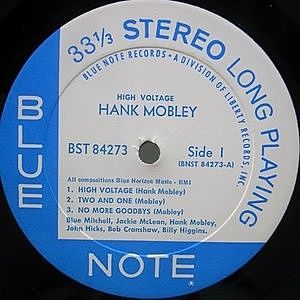 33 1/3 STEREO LONG PLAYING
BLUE NOTE RECORDS • A DIVISION OF LIBERTY RECORDS INC.
HIGH VOLTAGE
HANK MOBLEY
BST 84273 Side 1
(BNST 84273-A)
All compositions Blue Horizon Music - BMI
1. HIGH VOLTAGE (Hank Mobley)
2. TWO AND ONE (Mobley)
3. NO MORE GOODBYS (Mobley)
Blue Mitchell, Jackie McLean, Hank Mobley,
John Hicks, Bob Cranshaw, Billy Higgins.
BLUE
NOTE